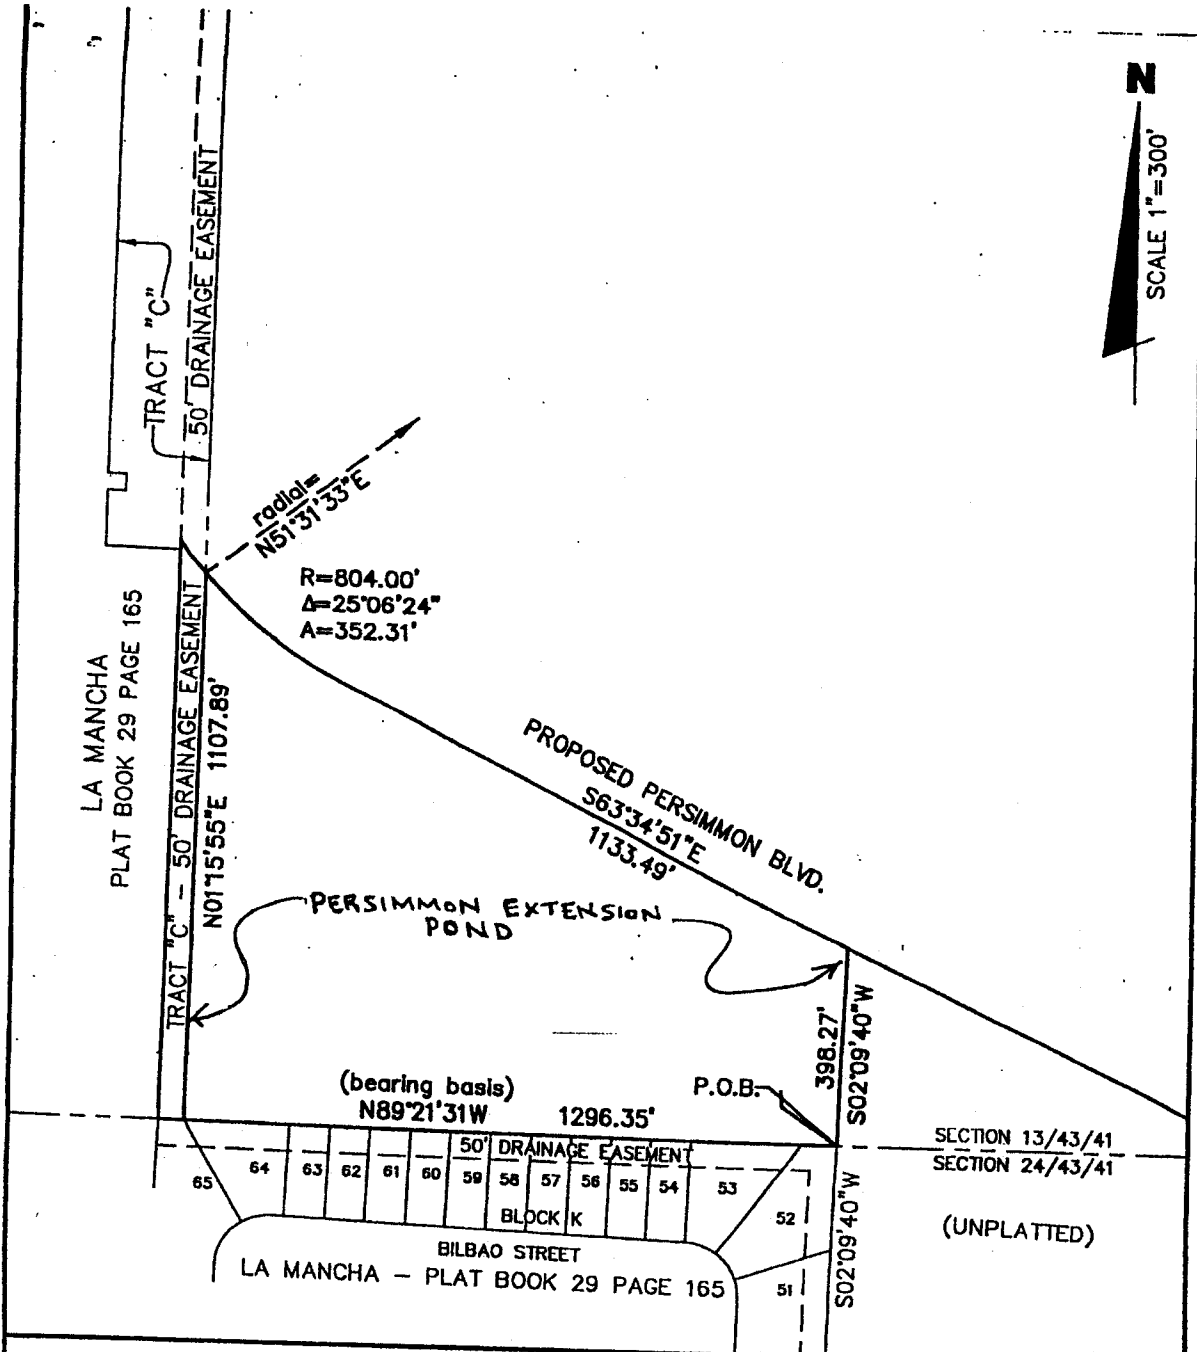 N
SCALE 1"=300'
50' DRAINAGE EASEMENT
TRACT "C"
radial=
N51°31'33"E
R=804.00'
Δ=25°06'24"
A=352.31'
LA MANCHA
PLAT BOOK 29 PAGE 165
TRACT "C" - 50' DRAINAGE EASEMENT
N01°15'55"E 1107.89'
PROPOSED PERSIMMON BLVD.
S63°34'51"E
1133.49'
PERSIMMON EXTENSION
POND
398.27'
S02°09'40"W
(bearing basis)
N89°21'31W 1296.35'
P.O.B.
SECTION 13/43/41
SECTION 24/43/41
50' DRAINAGE EASEMENT
65 64 63 62 61 60 59 58 57 56 55 54 53
52
51
BLOCK K
BILBAO STREET
LA MANCHA - PLAT BOOK 29 PAGE 165
S02°09'40"W
(UNPLATTED)